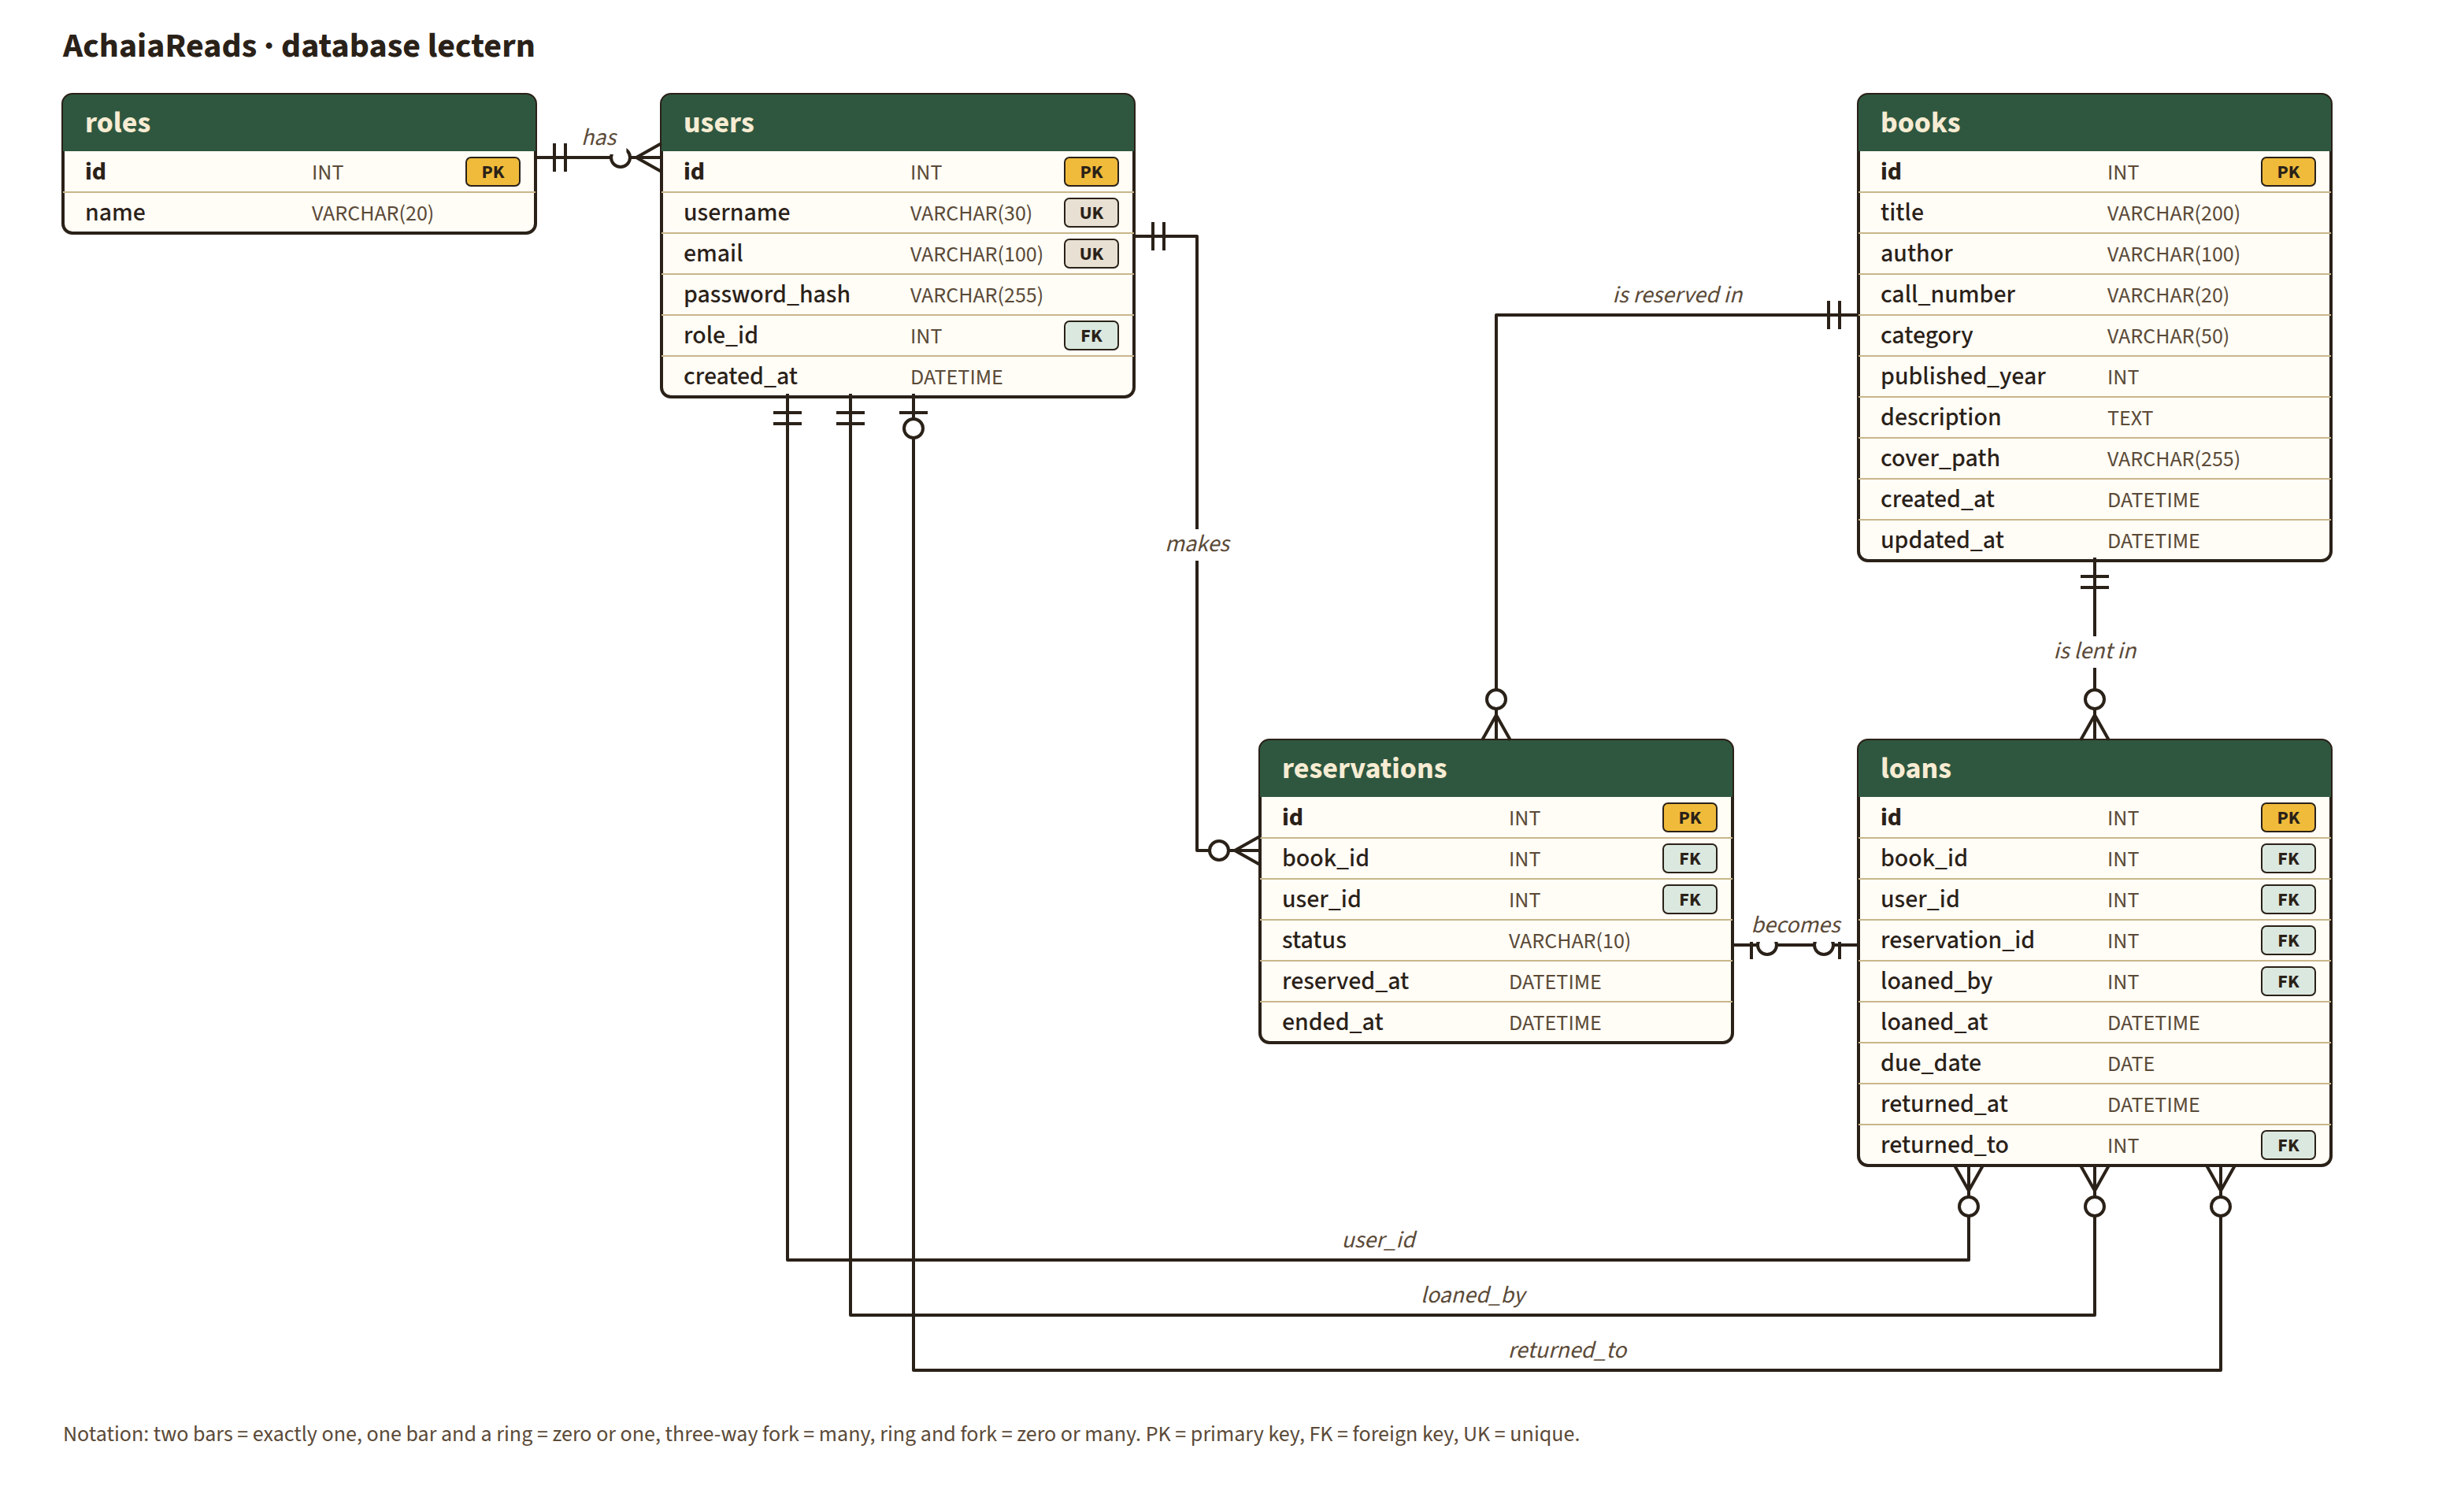 AchaiaReads · database lectern
roles
id INT PK
name VARCHAR(20)
has
users
id INT PK
username VARCHAR(30) UK
email VARCHAR(100) UK
password_hash VARCHAR(255)
role_id INT FK
created_at DATETIME
makes
is reserved in
books
id INT PK
title VARCHAR(200)
author VARCHAR(100)
call_number VARCHAR(20)
category VARCHAR(50)
published_year INT
description TEXT
cover_path VARCHAR(255)
created_at DATETIME
updated_at DATETIME
is lent in
reservations
id INT PK
book_id INT FK
user_id INT FK
status VARCHAR(10)
reserved_at DATETIME
ended_at DATETIME
becomes
loans
id INT PK
book_id INT FK
user_id INT FK
reservation_id INT FK
loaned_by INT FK
loaned_at DATETIME
due_date DATE
returned_at DATETIME
returned_to INT FK
user_id
loaned_by
returned_to
Notation: two bars = exactly one, one bar and a ring = zero or one, three-way fork = many, ring and fork = zero or many. PK = primary key, FK = foreign key, UK = unique.